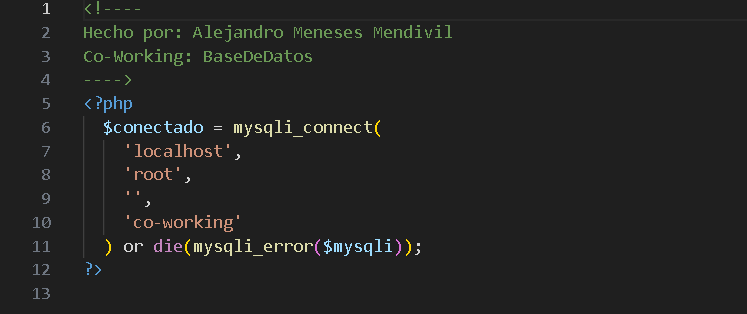 1 <!----
2 Hecho por: Alejandro Meneses Mendivil
3 Co-Working: BaseDeDatos
4 ---->
5 <?php
6   $conectado = mysqli_connect(
7     'localhost',
8     'root',
9     '',
10     'co-working'
11   ) or die(mysqli_error($mysqli));
12 ?>
13